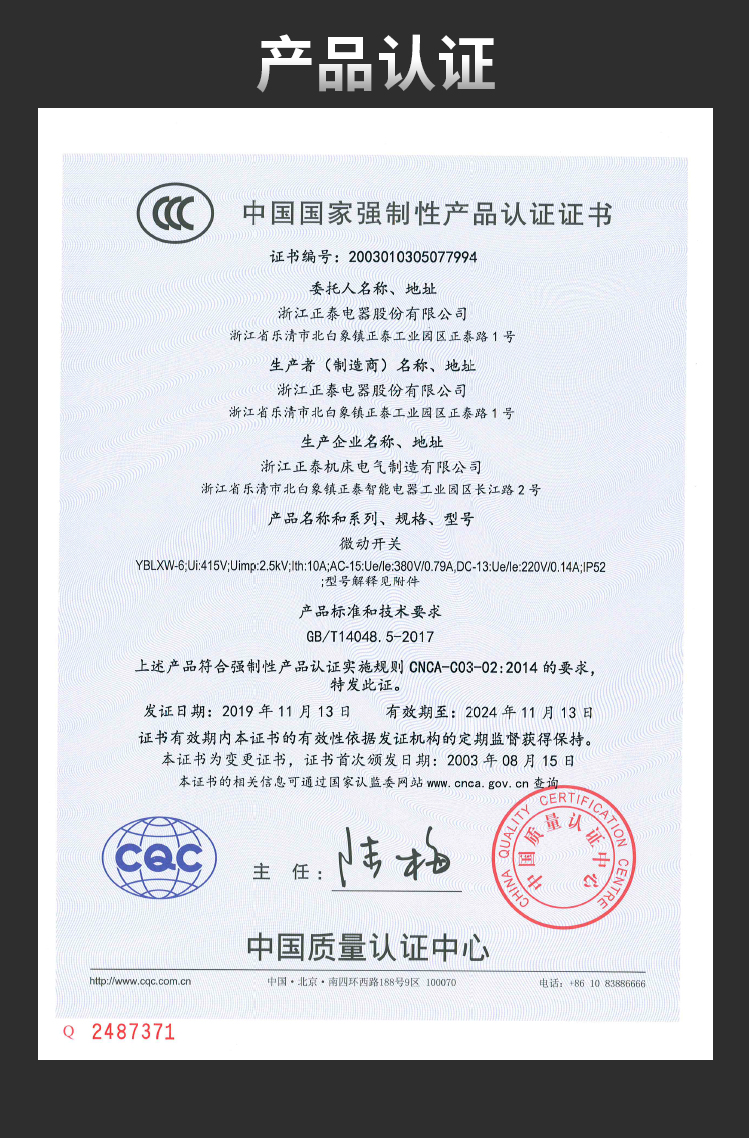 产品认证
中国国家强制性产品认证证书
证书编号：2003010305077994
委托人名称、地址
浙江正泰电器股份有限公司
浙江省乐清市北白象镇正泰工业园区正泰路1号
生产者（制造商）名称、地址
浙江正泰电器股份有限公司
浙江省乐清市北白象镇正泰工业园区正泰路1号
生产企业名称、地址
浙江正泰机床电气制造有限公司
浙江省乐清市北白象镇正泰智能电器工业园区长江路2号
产品名称和系列、规格、型号
微动开关
YBLXW-6;Ui:415V;Uimp:2.5kV;Ith:10A;AC-15:Ue/Ie:380V/0.79A,DC-13:Ue/Ie:220V/0.14A;IP52
;型号解释见附件
产品标准和技术要求
GB/T14048.5-2017
上述产品符合强制性产品认证实施规则 CNCA-C03-02:2014 的要求，
特发此证。
发证日期：2019 年 11 月 13 日 有效期至：2024 年 11 月 13 日
证书有效期内本证书的有效性依据发证机构的定期监督获得保持。
本证书为变更证书，证书首次颁发日期：2003 年 08 月 15 日
本证书的相关信息可通过国家认监委网站 www.cnca.gov.cn 查询
CHINA QUALITY CERTIFICATION CENTRE
中国质量认证中心
CQC
主 任：
陆梅
中国质量认证中心
http://www.cqc.com.cn 中国·北京·南四环西路188号9区 100070 电话：+86 10 83886666
Q 2487371